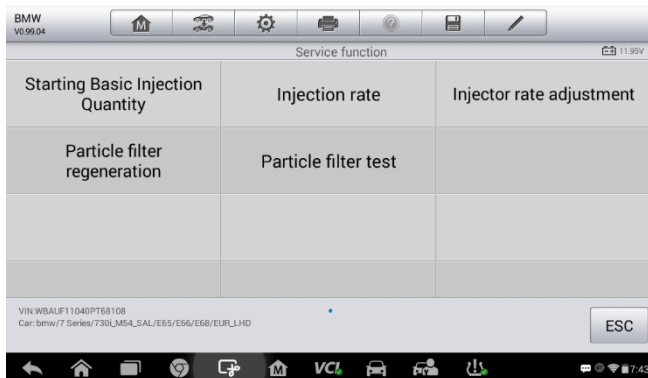 BMW
V0.99.04
M
Service function
11.95V
Starting Basic Injection
Quantity
Injection rate
Injector rate adjustment
Particle filter
regeneration
Particle filter test
VIN:WBAUF11040PT68108
Car: bmw/7 Series/730i_M54_SAL/E65/E66/E68/EUR_LHD
ESC
M
VCI
7:43